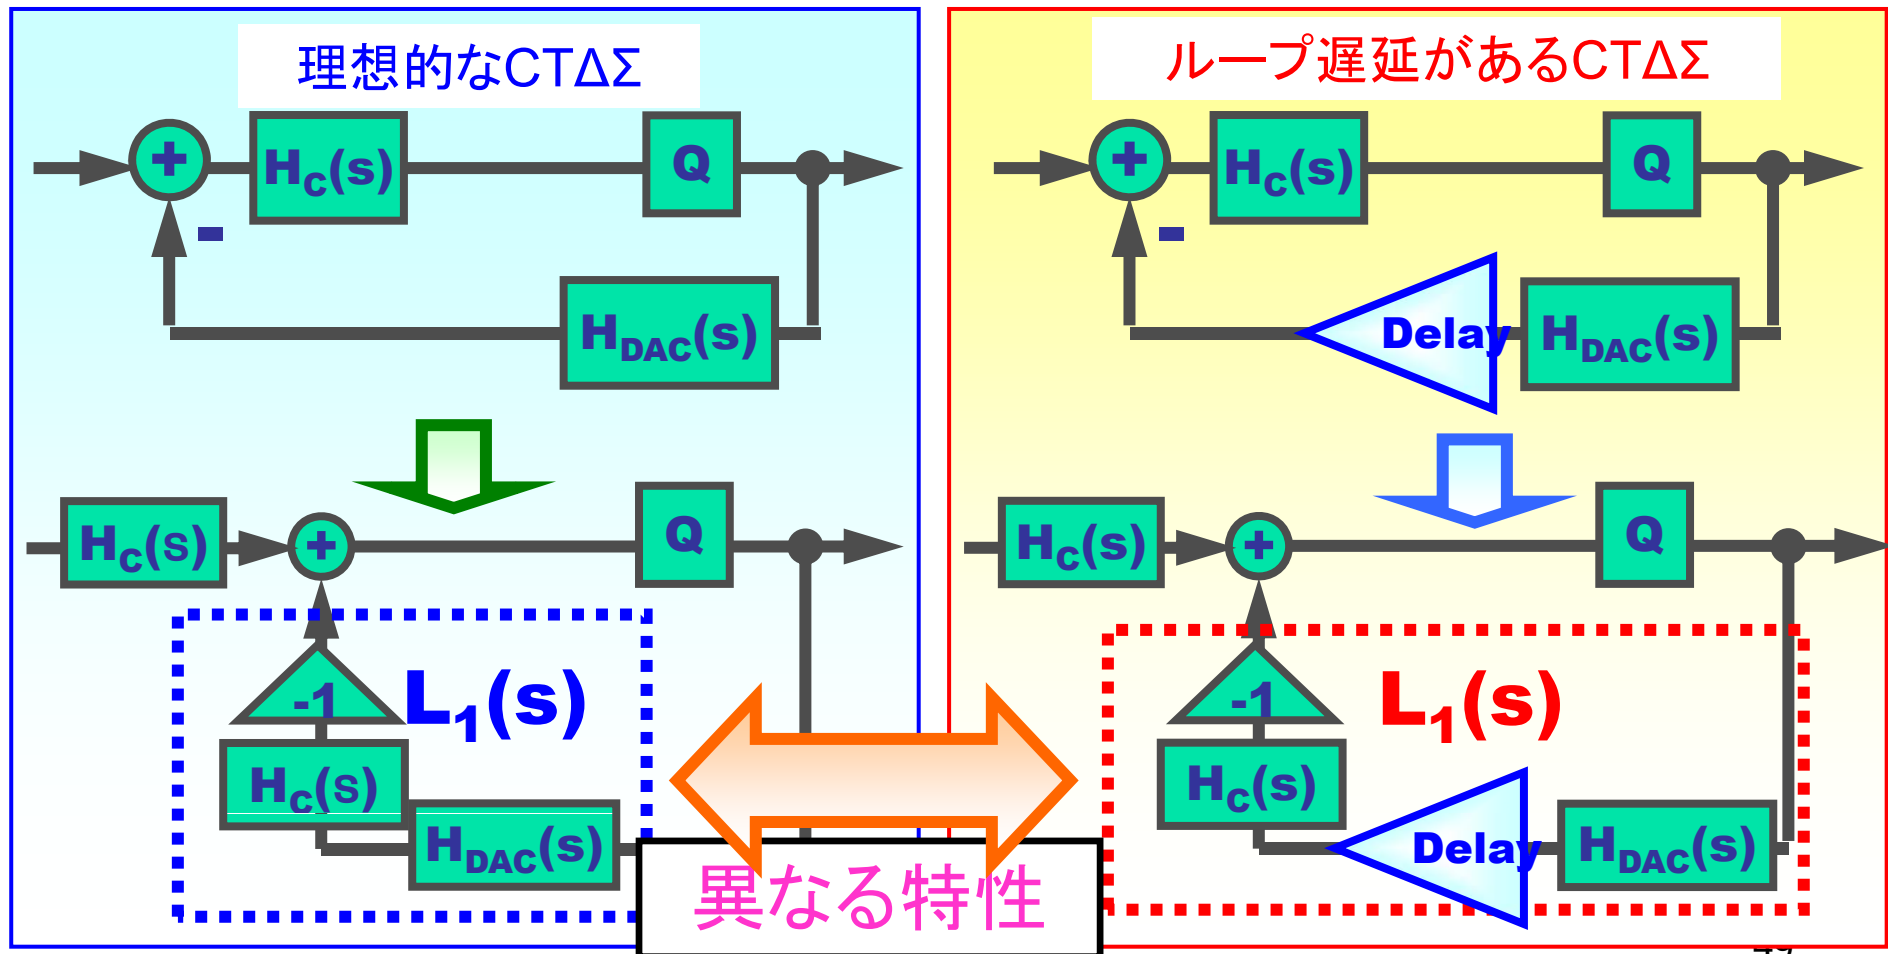 理想的なCTΔΣ
+
HC(s)
Q
-
HDAC(s)
HC(s)
+
Q
-1
L1(s)
HC(s)
HDAC(s)
ループ遅延があるCTΔΣ
+
HC(s)
Q
-
Delay
HDAC(s)
HC(s)
+
Q
-1
L1(s)
HC(s)
Delay
HDAC(s)
異なる特性